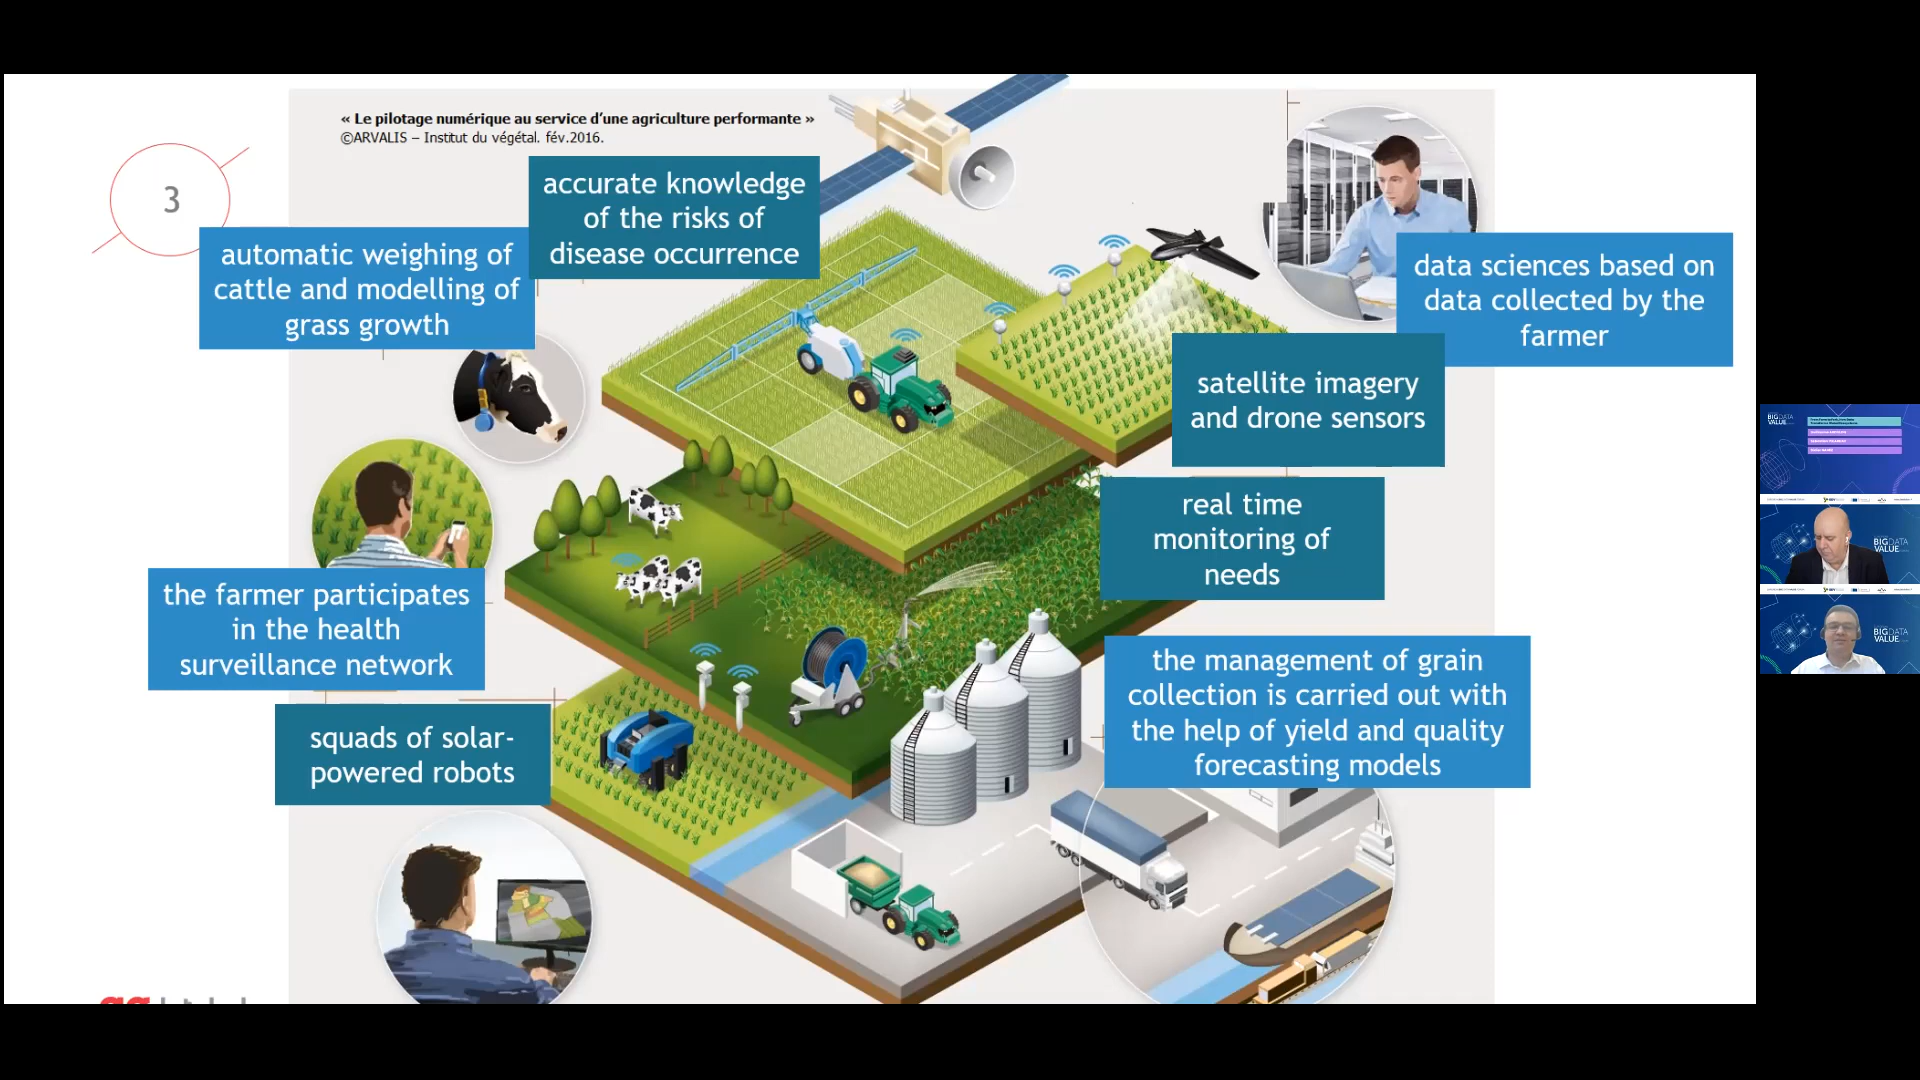 « Le pilotage numérique au service d'une agriculture performante »
©ARVALIS – Institut du végétal. fév.2016.
3
accurate knowledge
of the risks of
disease occurrence
automatic weighing of
cattle and modelling of
grass growth
data sciences based on
data collected by the
farmer
satellite imagery
and drone sensors
real time
monitoring of
needs
the farmer participates
in the health
surveillance network
the management of grain
collection is carried out with
the help of yield and quality
forecasting models
squads of solar-
powered robots
BIG DATA
VALUE
BIG DATA
VALUE
BIG DATA
VALUE